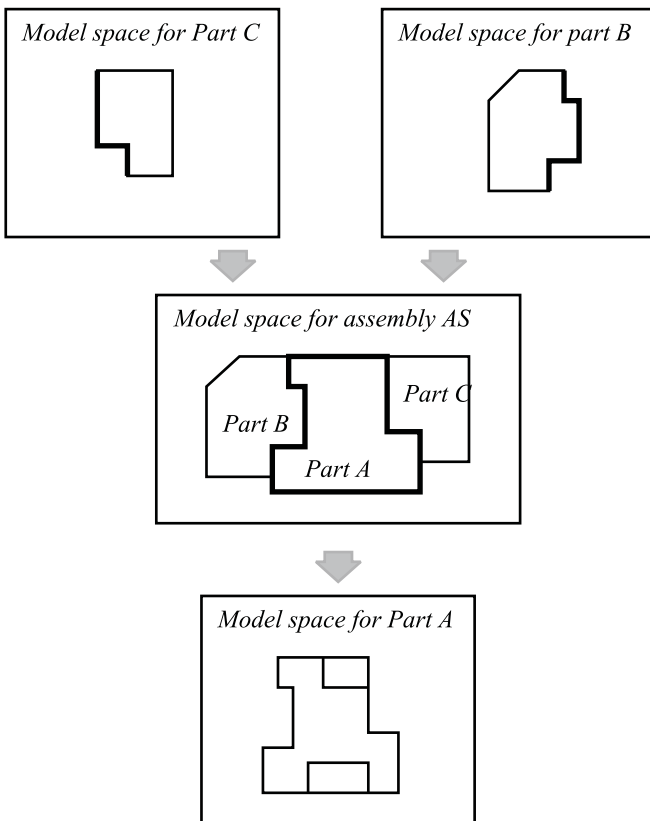 Model space for Part C
Model space for part B
Model space for assembly AS
Part C
Part B
Part A
Model space for Part A